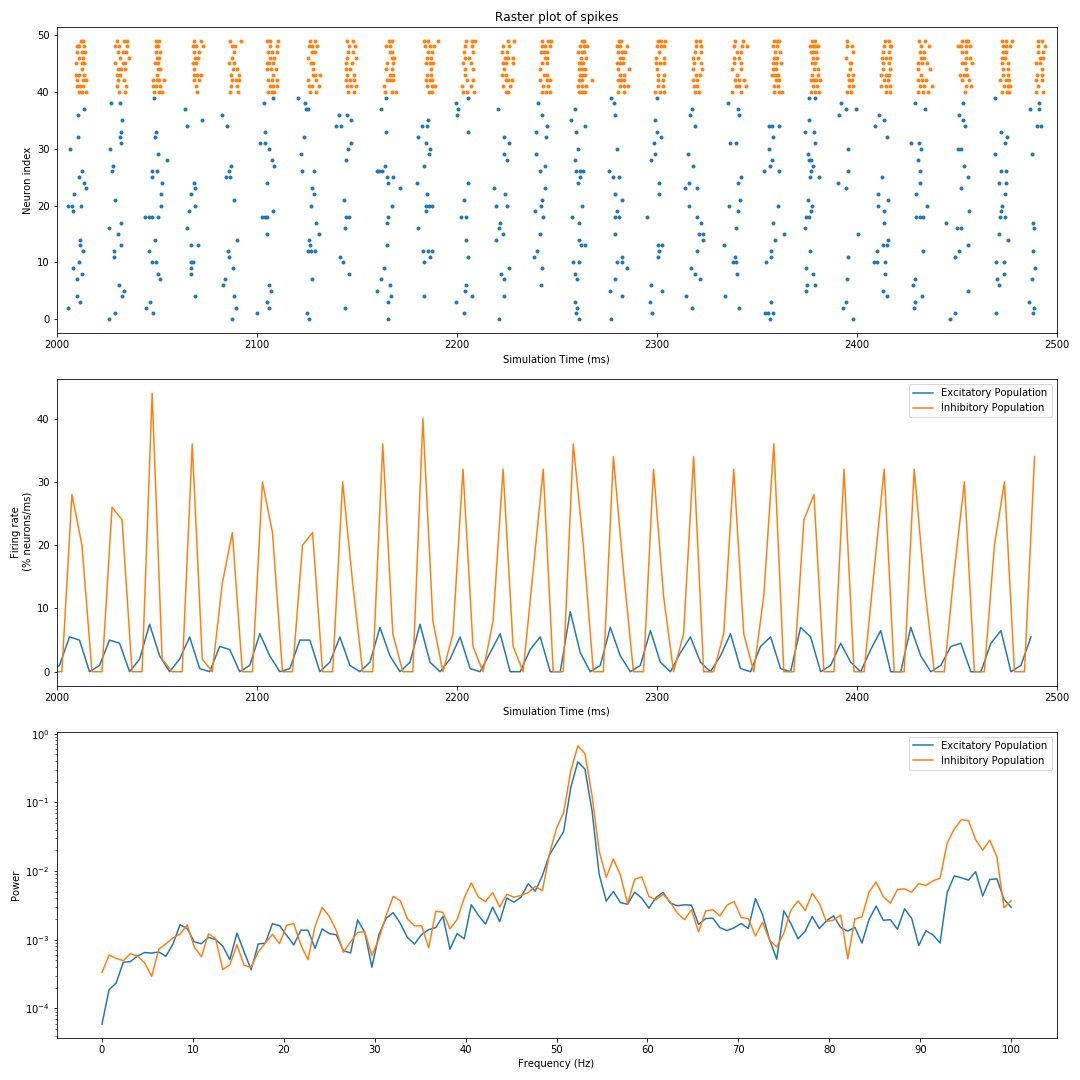 Raster plot of spikes
50
40
30
20
10
0
Neuron index
2000 2100 2200 2300 2400 2500
Simulation Time (ms)
Excitatory Population
Inhibitory Population
40
30
20
10
0
Firing rate
(% neurons/ms)
2000 2100 2200 2300 2400 2500
Simulation Time (ms)
Excitatory Population
Inhibitory Population
10⁰
10⁻¹
10⁻²
10⁻³
10⁻⁴
Power
0 10 20 30 40 50 60 70 80 90 100
Frequency (Hz)